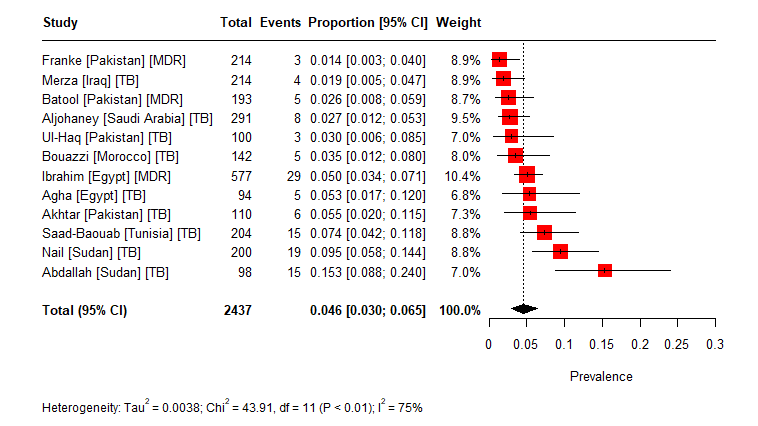 Study Total Events Proportion [95% CI] Weight
Franke [Pakistan] [MDR] 214 3 0.014 [0.003; 0.040] 8.9%
Merza [Iraq] [TB] 214 4 0.019 [0.005; 0.047] 8.9%
Batool [Pakistan] [MDR] 193 5 0.026 [0.008; 0.059] 8.7%
Aljohaney [Saudi Arabia] [TB] 291 8 0.027 [0.012; 0.053] 9.5%
Ul-Haq [Pakistan] [TB] 100 3 0.030 [0.006; 0.085] 7.0%
Bouazzi [Morocco] [TB] 142 5 0.035 [0.012; 0.080] 8.0%
Ibrahim [Egypt] [MDR] 577 29 0.050 [0.034; 0.071] 10.4%
Agha [Egypt] [TB] 94 5 0.053 [0.017; 0.120] 6.8%
Akhtar [Pakistan] [TB] 110 6 0.055 [0.020; 0.115] 7.3%
Saad-Baouab [Tunisia] [TB] 204 15 0.074 [0.042; 0.118] 8.8%
Nail [Sudan] [TB] 200 19 0.095 [0.058; 0.144] 8.8%
Abdallah [Sudan] [TB] 98 15 0.153 [0.088; 0.240] 7.0%
Total (95% CI) 2437 0.046 [0.030; 0.065] 100.0%
0 0.05 0.1 0.15 0.2 0.25 0.3
Prevalence
Heterogeneity: Tau² = 0.0038; Chi² = 43.91, df = 11 (P < 0.01); I² = 75%